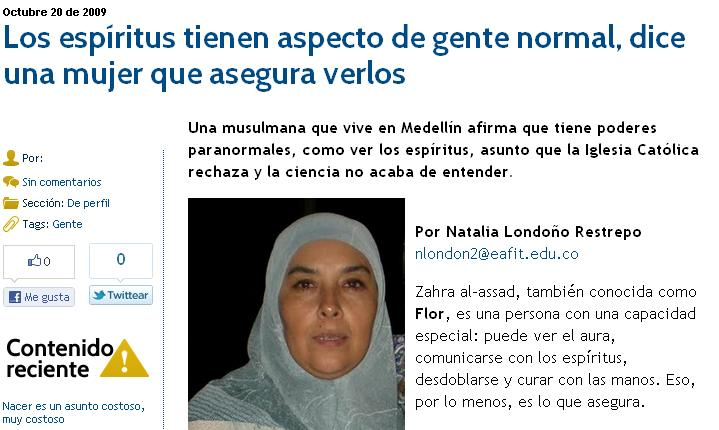 Octubre 20 de 2009
Los espíritus tienen aspecto de gente normal, dice
una mujer que asegura verlos
Una musulmana que vive en Medellín afirma que tiene poderes
paranormales, como ver los espíritus, asunto que la Iglesia Católica
rechaza y la ciencia no acaba de entender.
Por:
Sin comentarios
Sección: De perfil
Tags: Gente
0
0
Me gusta
Twittear
Contenido
reciente
Nacer es un asunto costoso,
muy costoso
Por Natalia Londoño Restrepo
nlondon2@eafit.edu.co
Zahra al-assad, también conocida como
Flor, es una persona con una capacidad
especial: puede ver el aura,
comunicarse con los espíritus,
desdoblarse y curar con las manos. Eso,
por lo menos, es lo que asegura.